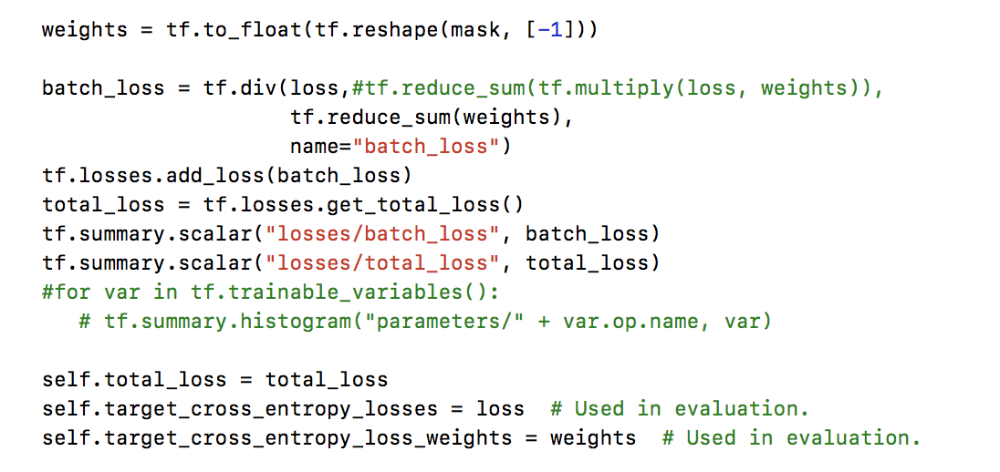 weights = tf.to_float(tf.reshape(mask, [-1]))
batch_loss = tf.div(loss,#tf.reduce_sum(tf.multiply(loss, weights)),
tf.reduce_sum(weights),
name="batch_loss")
tf.losses.add_loss(batch_loss)
total_loss = tf.losses.get_total_loss()
tf.summary.scalar("losses/batch_loss", batch_loss)
tf.summary.scalar("losses/total_loss", total_loss)
#for var in tf.trainable_variables():
# tf.summary.histogram("parameters/" + var.op.name, var)
self.total_loss = total_loss
self.target_cross_entropy_losses = loss  # Used in evaluation.
self.target_cross_entropy_loss_weights = weights  # Used in evaluation.